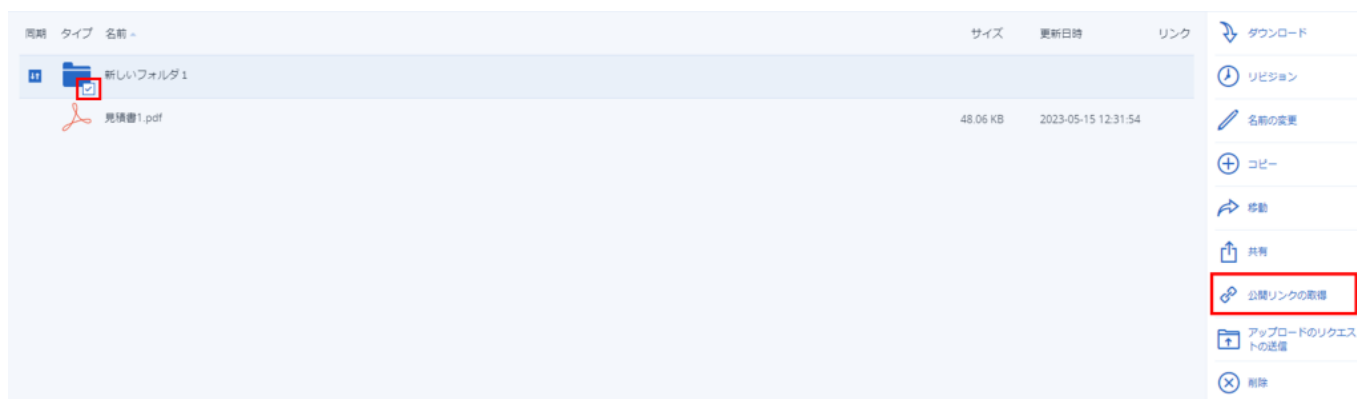 同期 タイプ 名前 サイズ 更新日時 リンク
新しいフォルダ1
見積書1.pdf 48.06 KB 2023-05-15 12:31:54
ダウンロード
リビジョン
名前の変更
コピー
移動
共有
公開リンクの取得
アップロードのリクエス
トの送信
削除